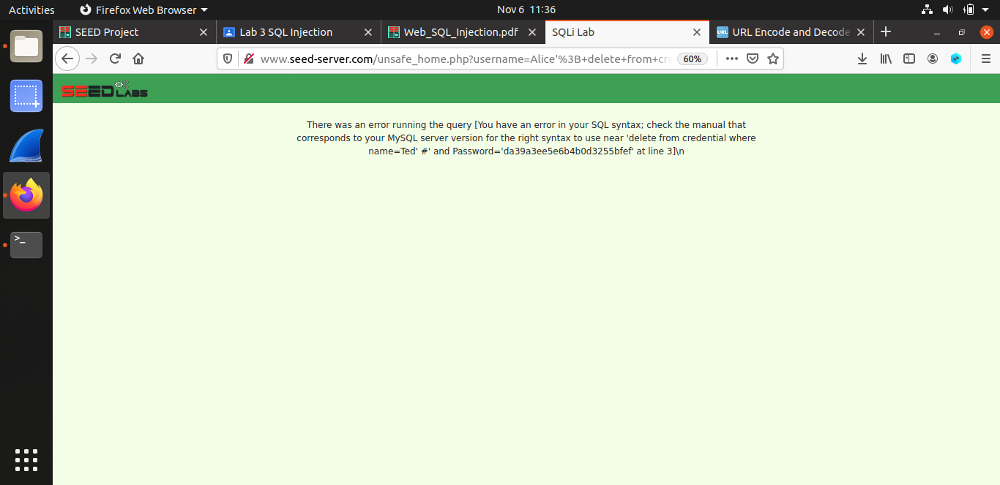 Activities
Firefox Web Browser
Nov 6 11:36
SEED Project
Lab 3 SQL Injection
Web_SQL_Injection.pdf
SQLi Lab
URL
URL Encode and Decode
www.seed-server.com/unsafe_home.php?username=Alice'%3B+delete+from+cre
60%
SEED LABS
There was an error running the query [You have an error in your SQL syntax; check the manual that
corresponds to your MySQL server version for the right syntax to use near 'delete from credential where
name=Ted' #' and Password='da39a3ee5e6b4b0d3255bfef' at line 3]\n
>_